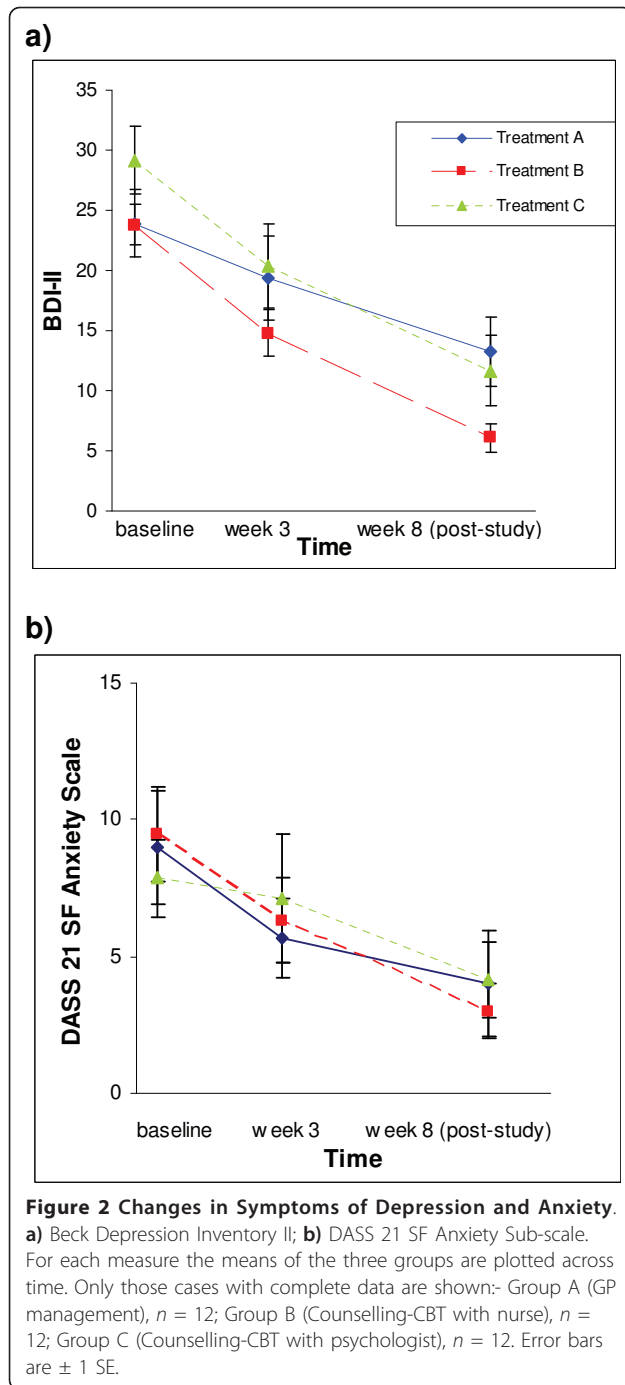 a)
35
30
25
20
15
10
5
0
BDI-II
Treatment A
Treatment B
Treatment C
baseline week 3 week 8 (post-study)
Time
b)
15
10
5
0
DASS 21 SF Anxiety Scale
baseline week 3 week 8 (post-study)
Time
Figure 2 Changes in Symptoms of Depression and Anxiety.
a) Beck Depression Inventory II; b) DASS 21 SF Anxiety Sub-scale.
For each measure the means of the three groups are plotted across
time. Only those cases with complete data are shown:- Group A (GP
management), n = 12; Group B (Counselling-CBT with nurse), n =
12; Group C (Counselling-CBT with psychologist), n = 12. Error bars
are ± 1 SE.